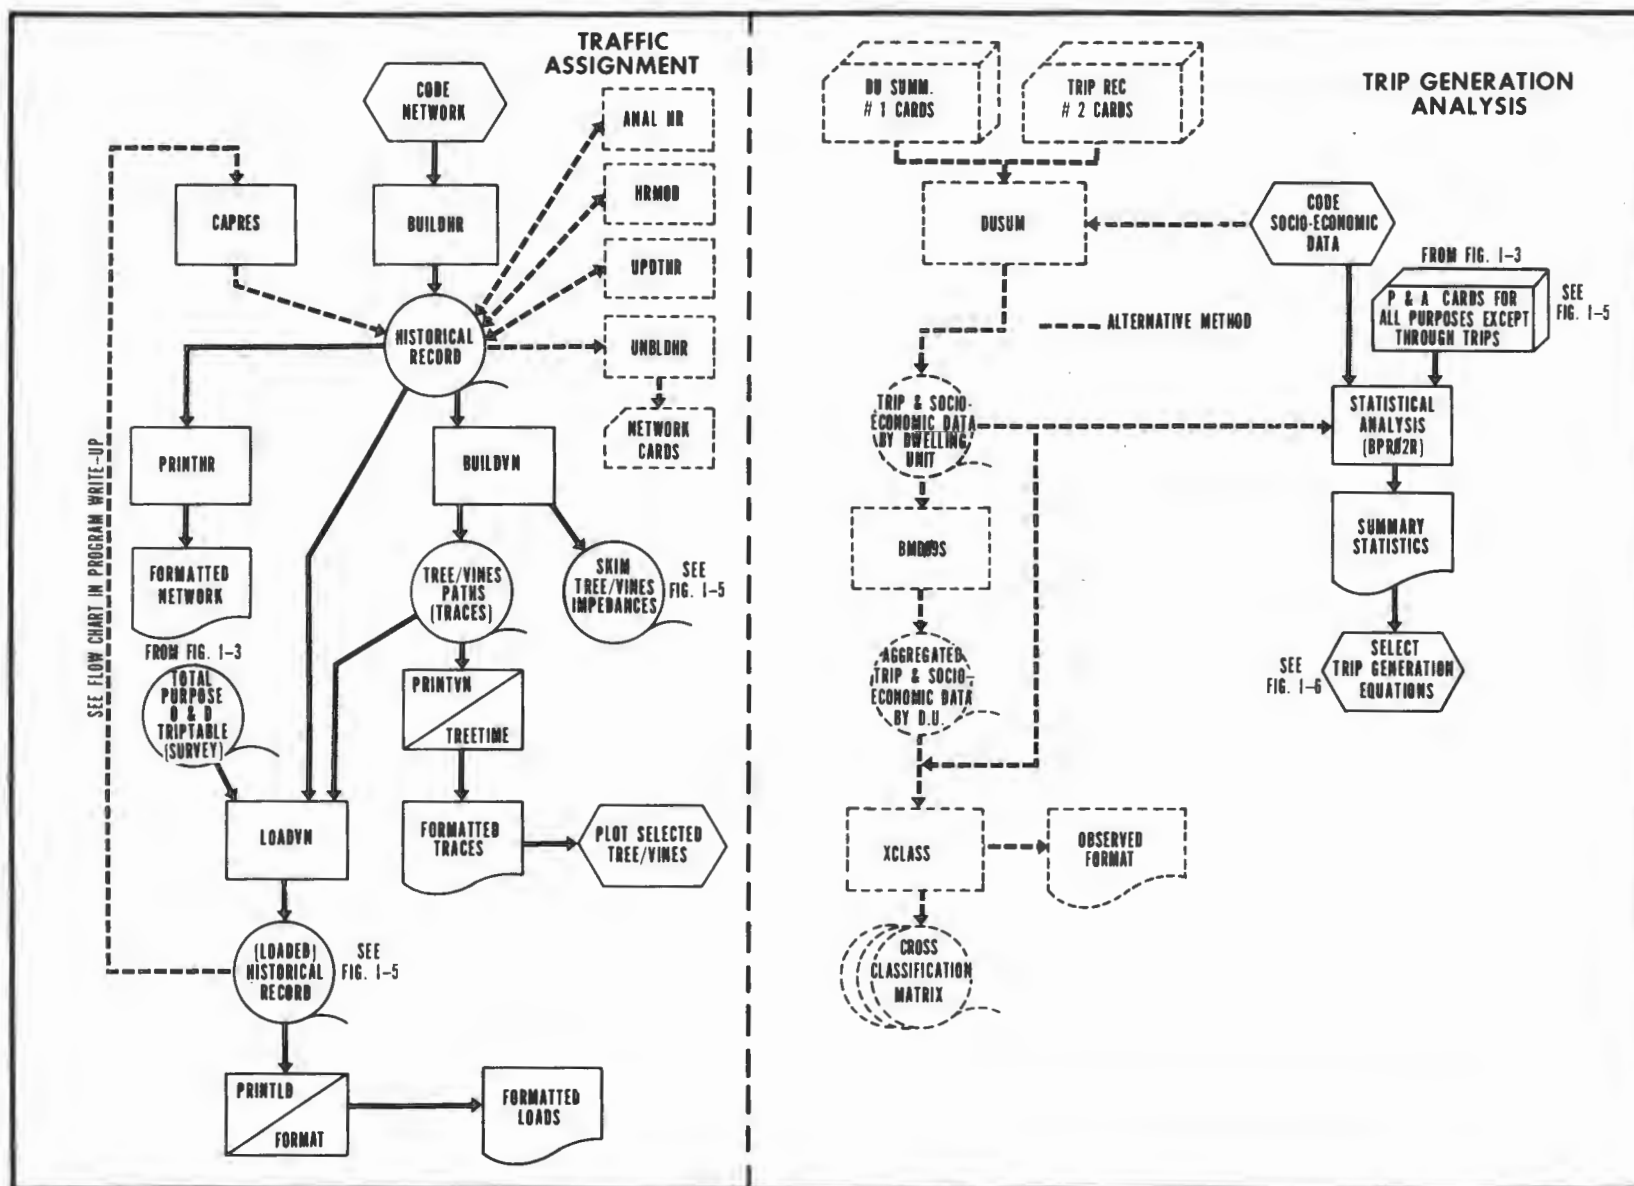 TRAFFIC
ASSIGNMENT
CODE
NETWORK
ANAL HR
HRMOD
UPDTHR
UNBLDHR
NETWORK
CARDS
CAPRES
BUILDHR
HISTORICAL
RECORD
PRINTHR
BUILDVN
FORMATTED
NETWORK
TREE/VINES
PATHS
(TRACES)
SKIM
TREE/VINES
IMPEDANCES
SEE
FIG. 1-5
SEE FLOW CHART IN PROGRAM WRITE-UP
FROM FIG. 1-3
TOTAL
PURPOSE
O & D
TRIPTABLE
(SURVEY)
PRINTVN
TREETIME
LOADVN
FORMATTED
TRACES
PLOT SELECTED
TREE/VINES
(LOADED)
HISTORICAL
RECORD
SEE
FIG. 1-5
PRINTLD
FORMAT
FORMATTED
LOADS
TRIP GENERATION
ANALYSIS
DU SUMM.
# 1 CARDS
TRIP REC
# 2 CARDS
DUSUM
CODE
SOCIO-ECONOMIC
DATA
FROM FIG. 1-3
P & A CARDS FOR
ALL PURPOSES EXCEPT
THROUGH TRIPS
SEE
FIG. 1-5
ALTERNATIVE METHOD
TRIP & SOCIO-
ECONOMIC DATA
BY DWELLING
UNIT
STATISTICAL
ANALYSIS
(BPRØ2R)
BMDØ9S
SUMMARY
STATISTICS
AGGREGATED
TRIP & SOCIO-
ECONOMIC DATA
BY D.U.
SEE
FIG. 1-6
SELECT
TRIP GENERATION
EQUATIONS
XCLASS
OBSERVED
FORMAT
CROSS
CLASSIFICATION
MATRIX